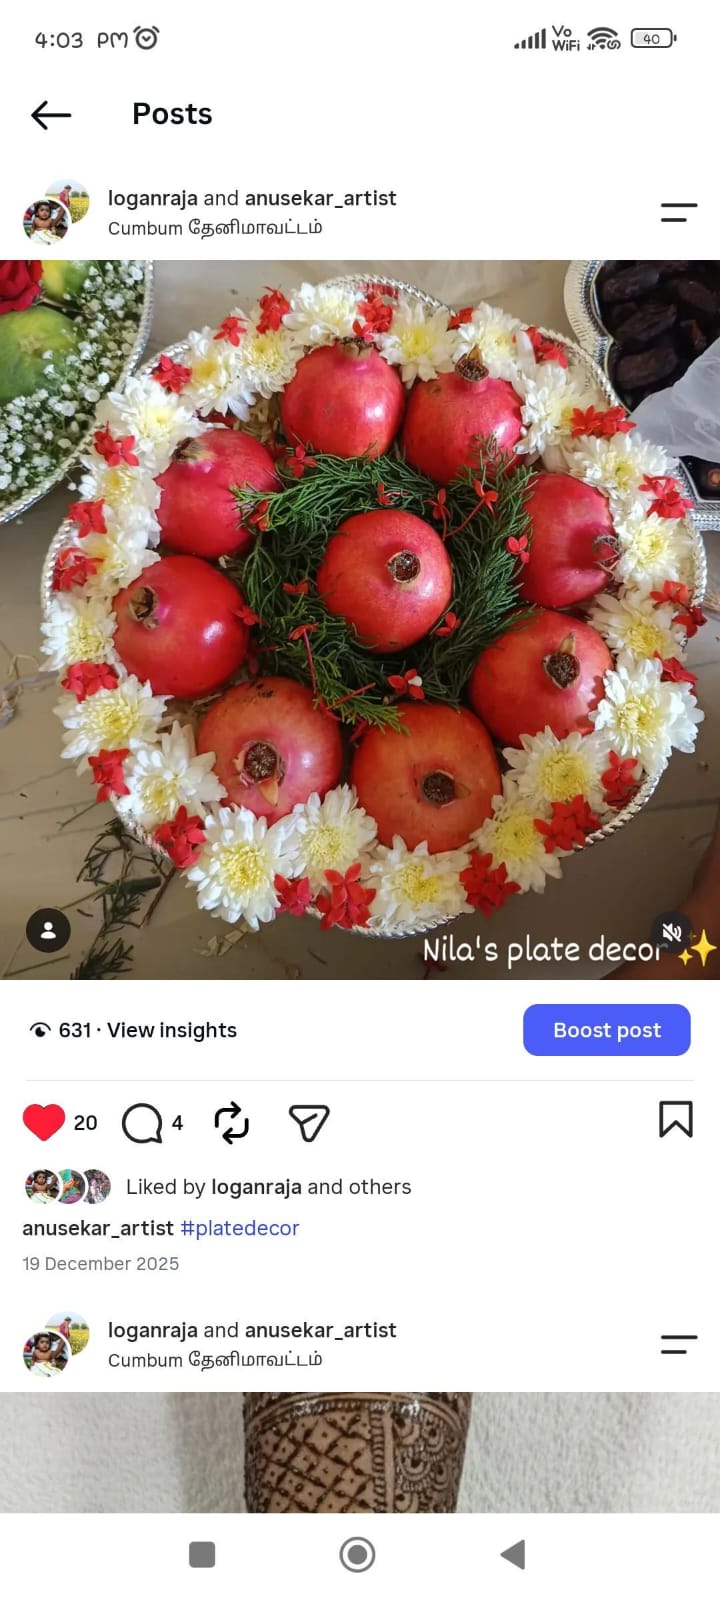 4:03 PM
Vo
WiFi
40
Posts
loganraja and anusekar_artist
Cumbum தேனிமாவட்டம்
Nila's plate decor
631 · View insights
Boost post
20
4
Liked by loganraja and others
anusekar_artist #platedecor
19 December 2025
loganraja and anusekar_artist
Cumbum தேனிமாவட்டம்